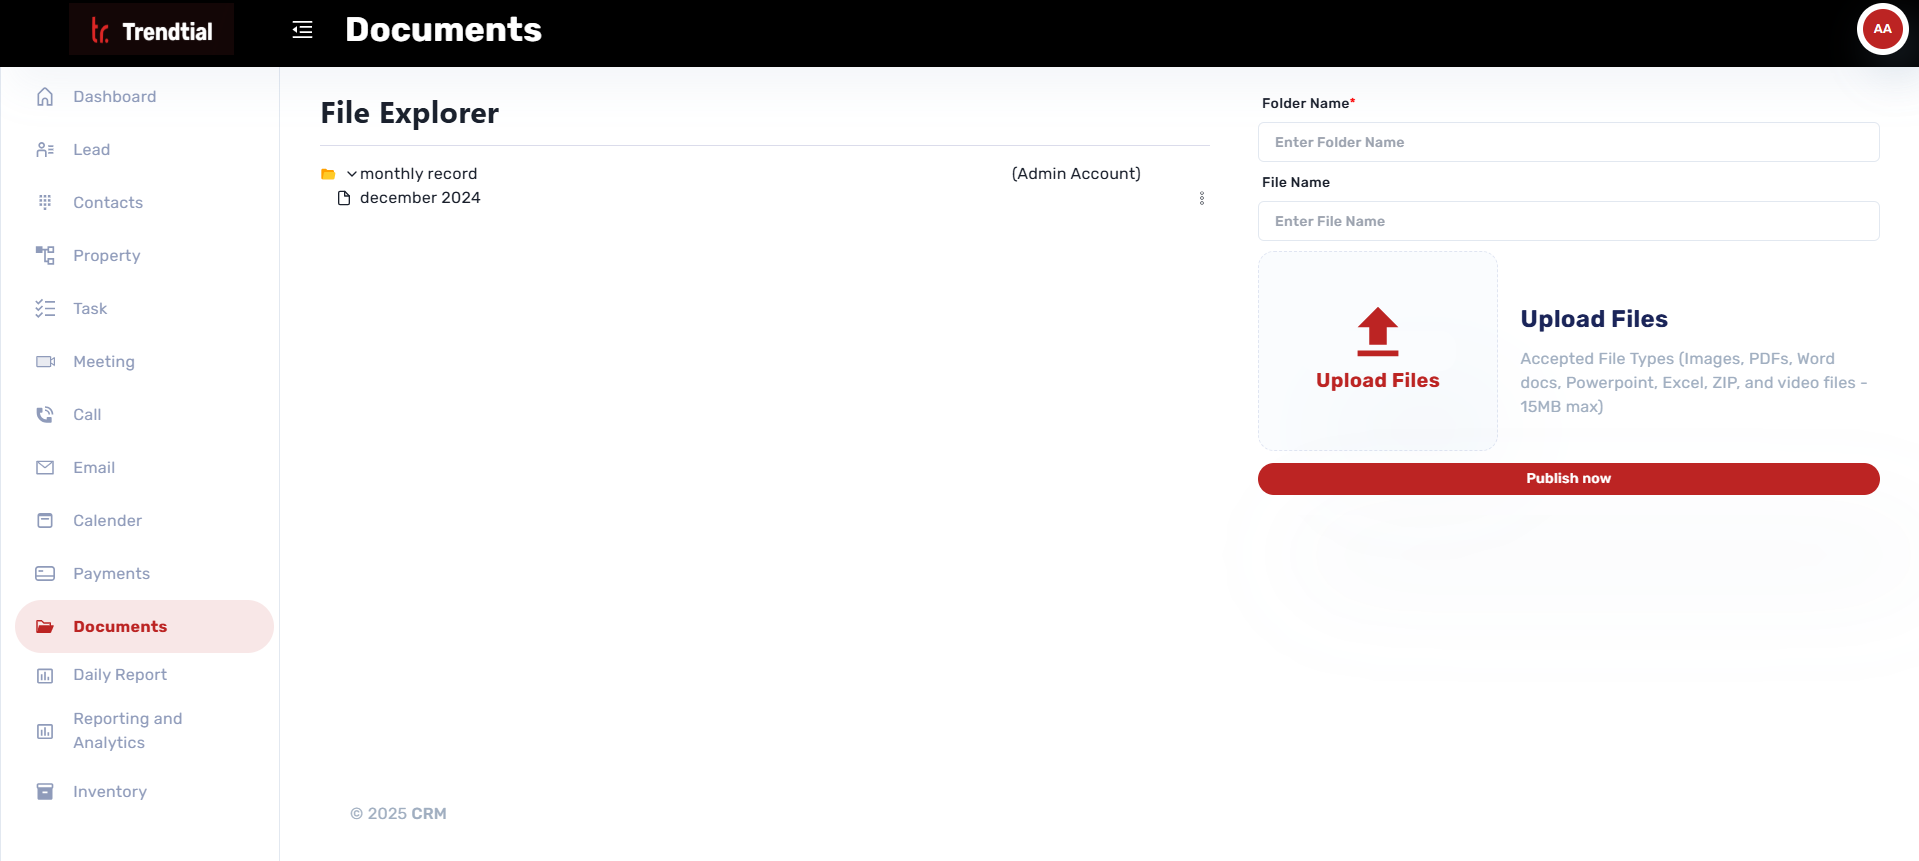 tr. Trendtial
Documents
AA
Dashboard
Lead
Contacts
Property
Task
Meeting
Call
Email
Calender
Payments
Documents
Daily Report
Reporting and
Analytics
Inventory
File Explorer
monthly record (Admin Account)
december 2024
Folder Name*
Enter Folder Name
File Name
Enter File Name
Upload Files
Upload Files
Accepted File Types (Images, PDFs, Word
docs, Powerpoint, Excel, ZIP, and video files -
15MB max)
Publish now
© 2025 CRM